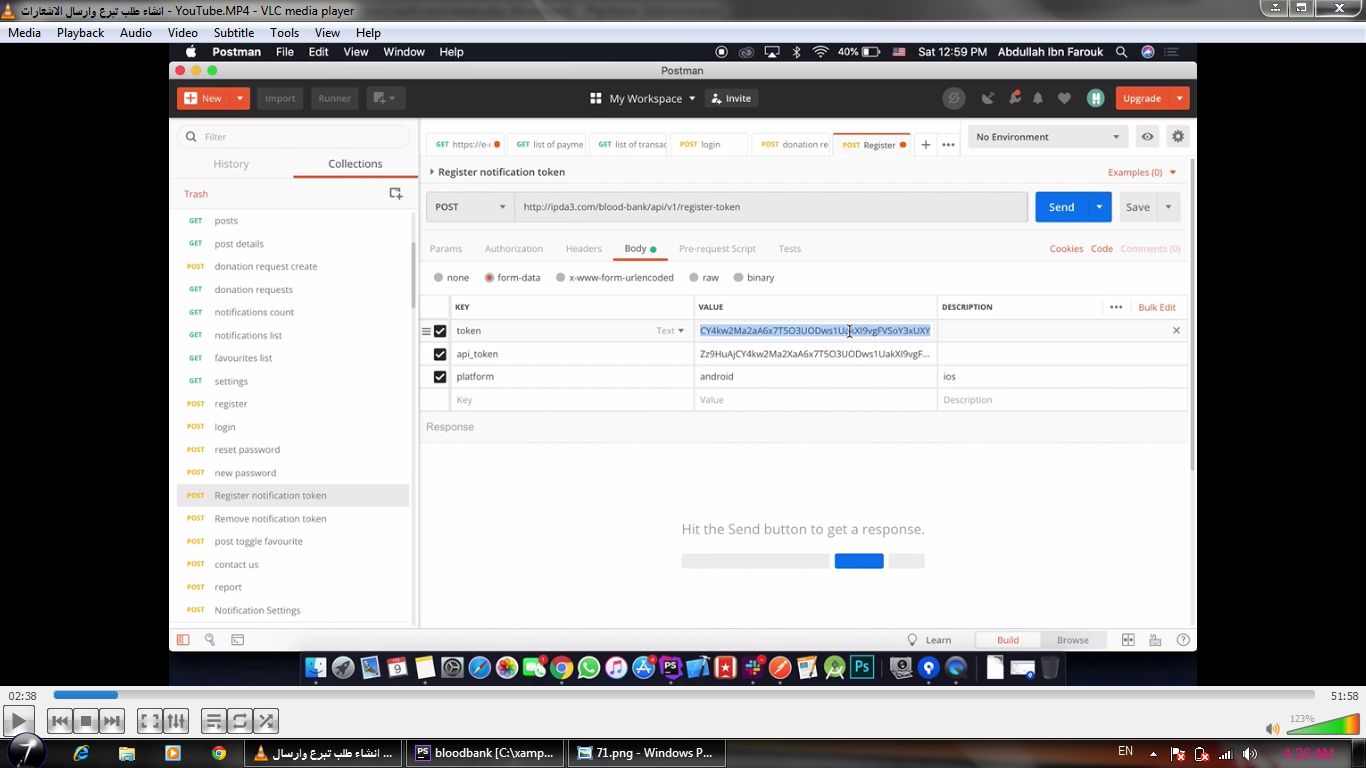 انشاء طلب تبرع وارسال الاشعارات - YouTube.MP4 - VLC media player
Media Playback Audio Video Subtitle Tools View Help
Postman File Edit View Window Help 40% Sat 12:59 PM Abdullah Ibn Farouk
Postman
New Import Runner My Workspace Invite Upgrade
Filter
History Collections
Trash
GET posts
GET post details
POST donation request create
GET donation requests
GET notifications count
GET notifications list
GET favourites list
GET settings
POST register
POST login
POST reset password
POST new password
POST Register notification token
POST Remove notification token
POST post toggle favourite
POST contact us
POST report
POST Notification Settings
GET https://e-r GET list of payme GET list of transac POST login POST donation re POST Register + ••• No Environment
Register notification token Examples (0)
POST http://ipda3.com/blood-bank/api/v1/register-token Send Save
Params Authorization Headers Body Pre-request Script Tests Cookies Code Comments (0)
none form-data x-www-form-urlencoded raw binary
KEY VALUE DESCRIPTION ••• Bulk Edit
token Text CY4kw2Ma2aA6x7T5O3UODws1UakXI9vgFVSoY3xUXY
api_token Zz9HuAjCY4kw2Ma2XaA6x7T5O3UODws1UakXI9vgF...
platform android ios
Key Value Description
Response
Hit the Send button to get a response.
Learn Build Browse
9
Ps
02:38 51:58
123%
انشاء طلب تبرع وارسال ...
bloodbank [C:\xamp...
71.png - Windows P...
EN 4:26 AM